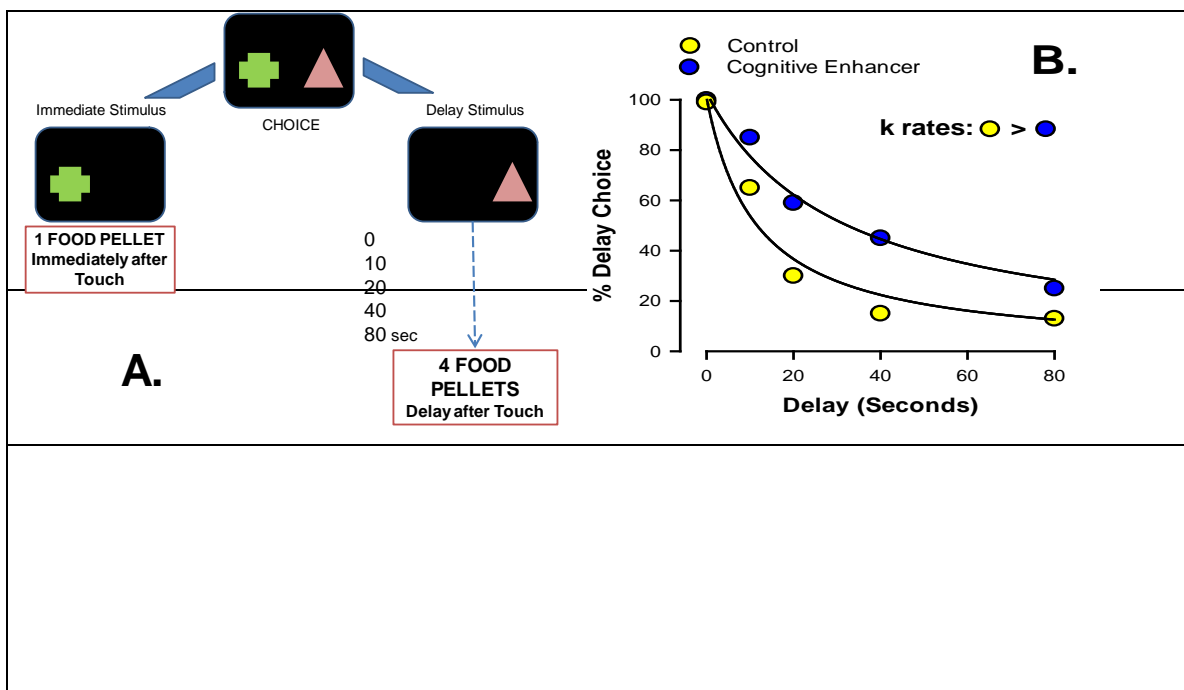 Immediate Stimulus
CHOICE
Delay Stimulus
1 FOOD PELLET
Immediately after
Touch
0
10
20
40
80 sec
4 FOOD
PELLETS
Delay after Touch
A.
Control
Cognitive Enhancer
B.
k rates: >
% Delay Choice
100
80
60
40
20
0
0
20
40
60
80
Delay (Seconds)